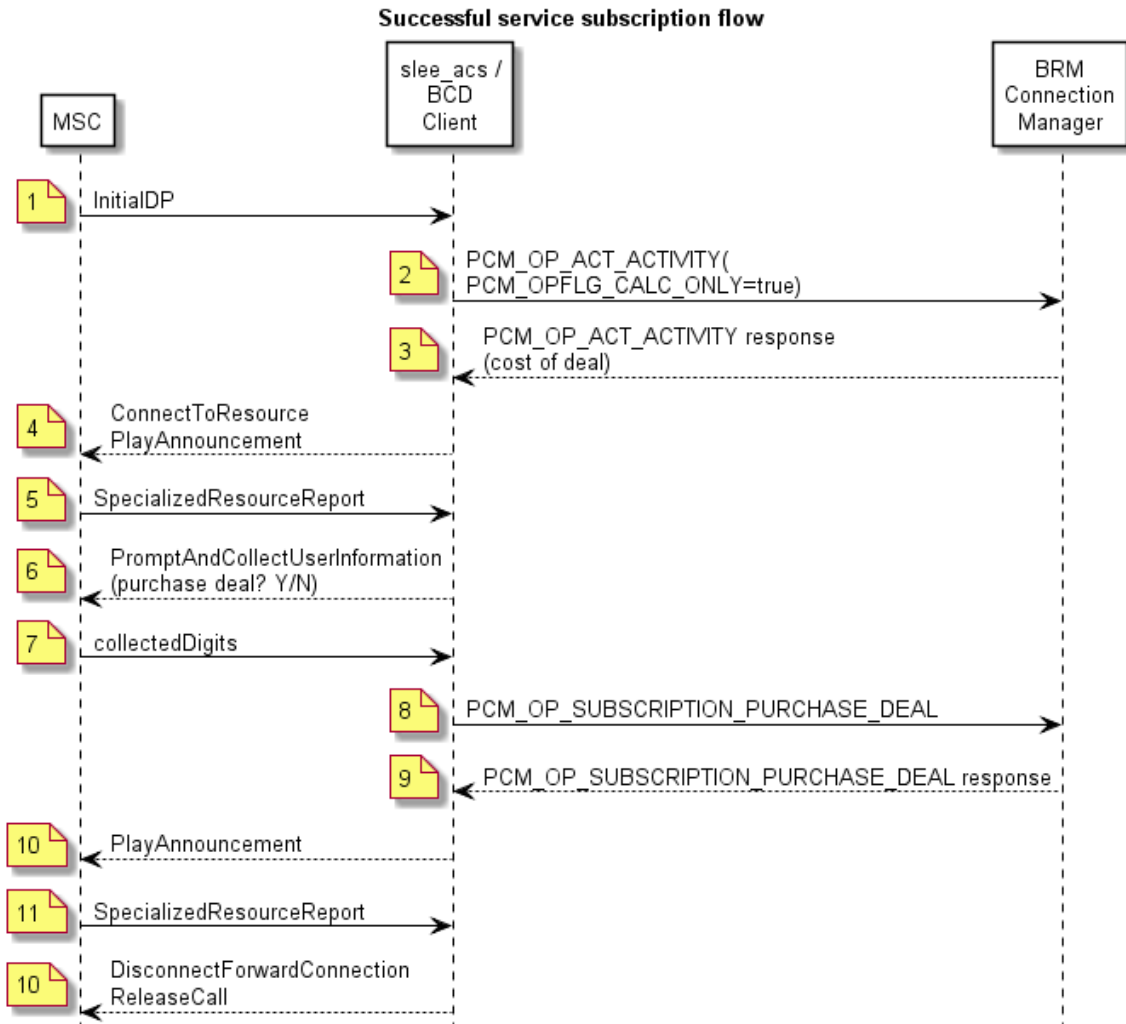 Successful service subscription flow
MSC
slee_acs /
BCD
Client
BRM
Connection
Manager
1
InitialDP
2
PCM_OP_ACT_ACTIVITY(
PCM_OPFLG_CALC_ONLY=true)
3
PCM_OP_ACT_ACTIVITY response
(cost of deal)
4
ConnectToResource
PlayAnnouncement
5
SpecializedResourceReport
6
PromptAndCollectUserInformation
(purchase deal? Y/N)
7
collectedDigits
8
PCM_OP_SUBSCRIPTION_PURCHASE_DEAL
9
PCM_OP_SUBSCRIPTION_PURCHASE_DEAL response
10
PlayAnnouncement
11
SpecializedResourceReport
10
DisconnectForwardConnection
ReleaseCall